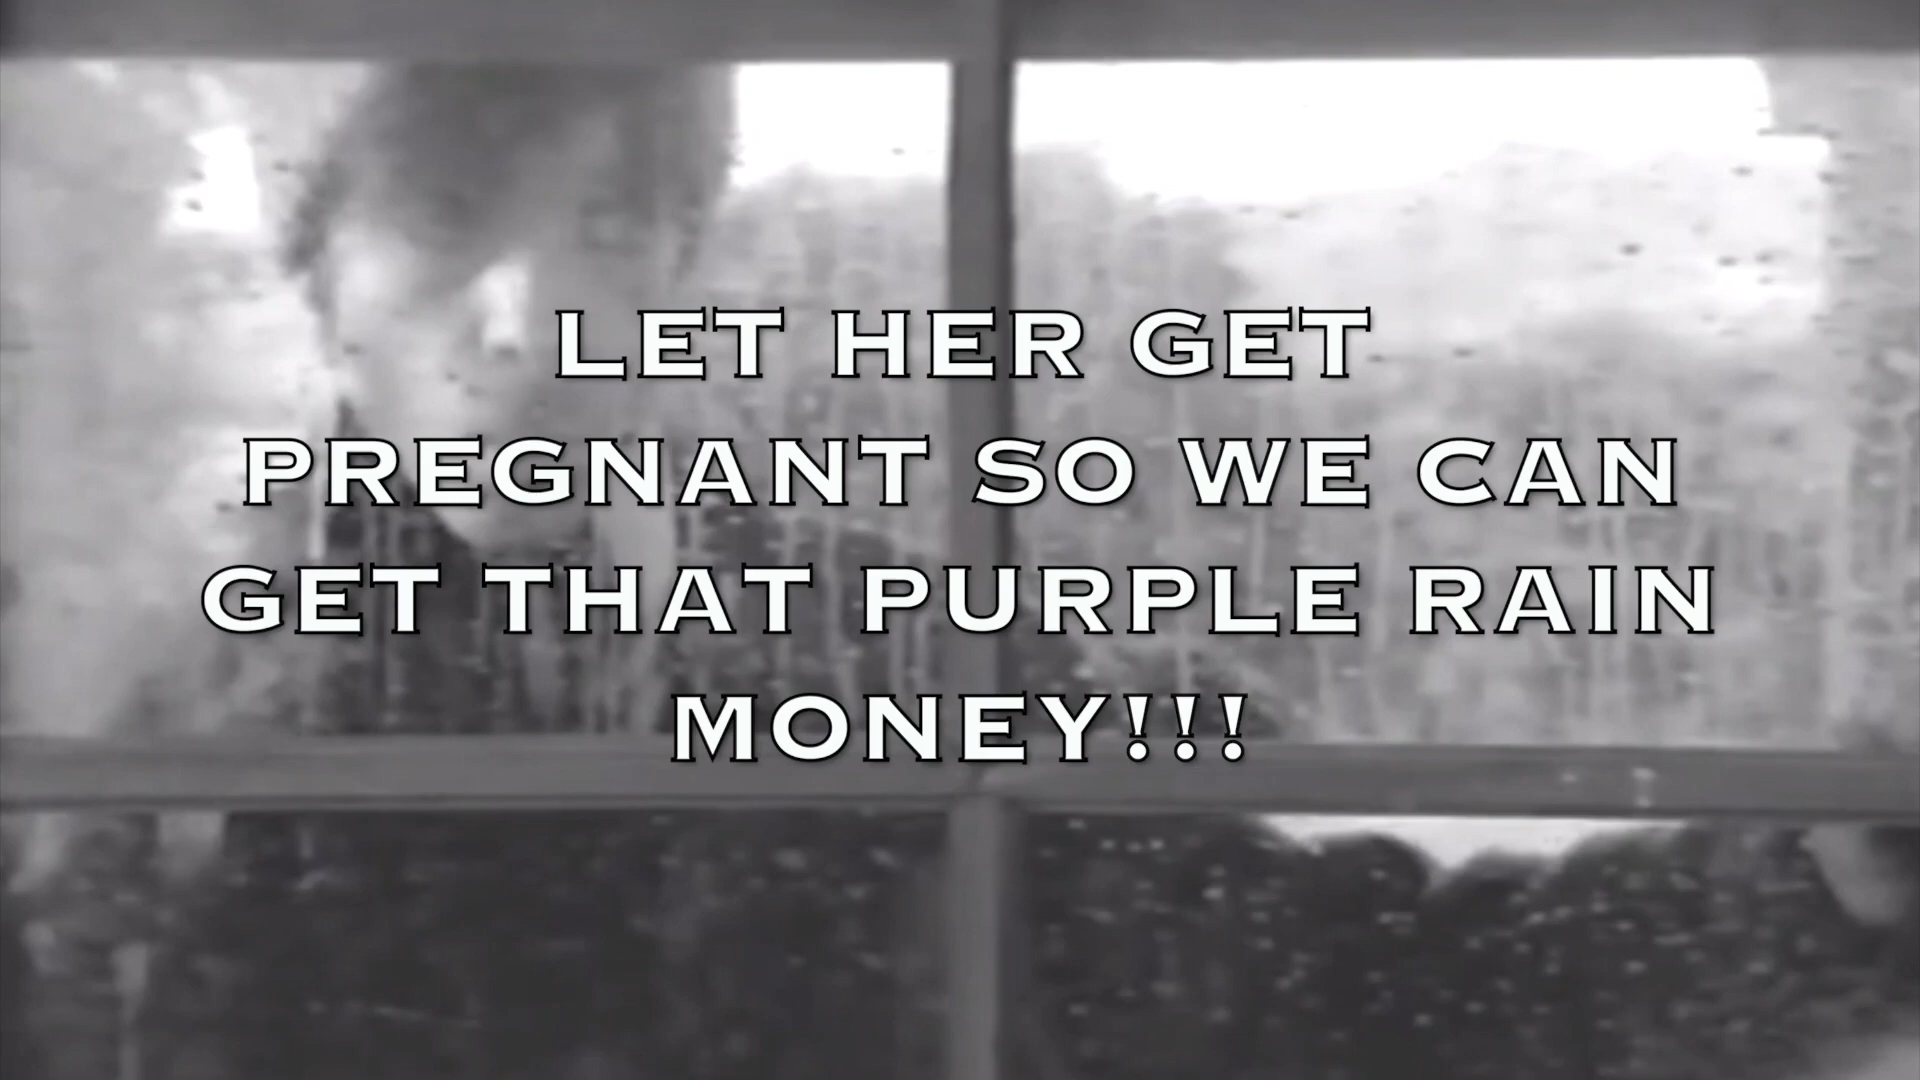 LET HER GET
PREGNANT SO WE CAN
GET THAT PURPLE RAIN
MONEY!!!